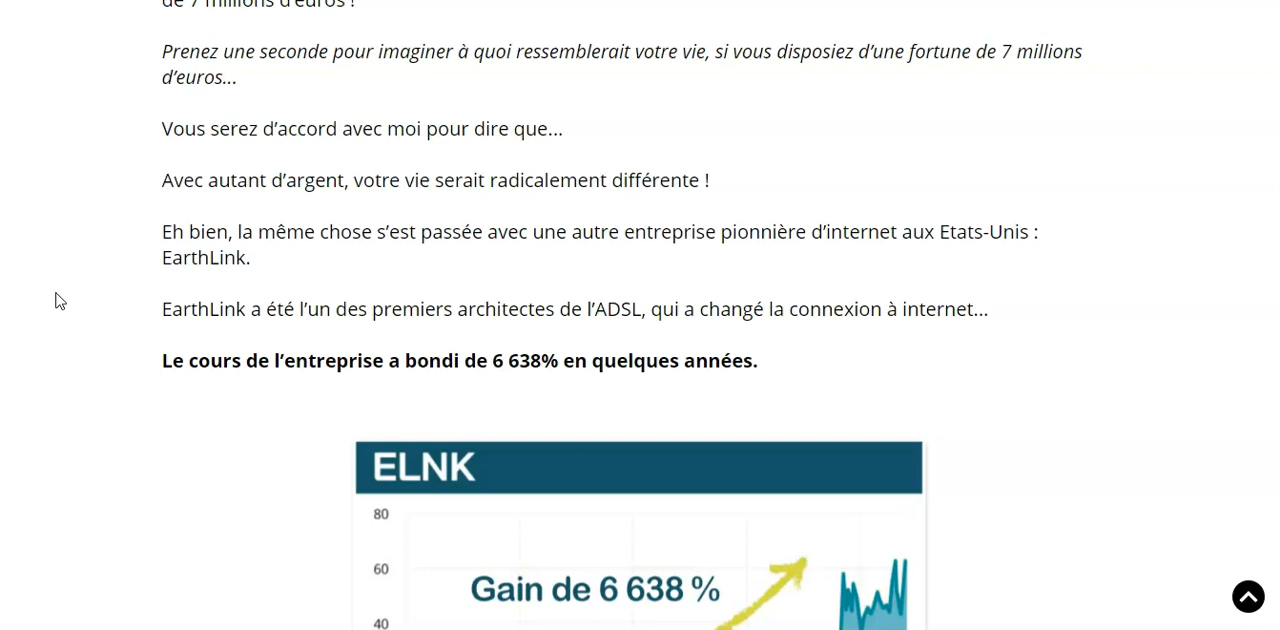 de 7 millions d'euros !
Prenez une seconde pour imaginer à quoi ressemblerait votre vie, si vous disposiez d’une fortune de 7 millions
d’euros...
Vous serez d’accord avec moi pour dire que...
Avec autant d’argent, votre vie serait radicalement différente !
Eh bien, la même chose s’est passée avec une autre entreprise pionnière d’internet aux Etats-Unis :
EarthLink.
EarthLink a été l’un des premiers architectes de l’ADSL, qui a changé la connexion à internet...
Le cours de l’entreprise a bondi de 6 638% en quelques années.
ELNK
80
60
Gain de 6 638 %
40